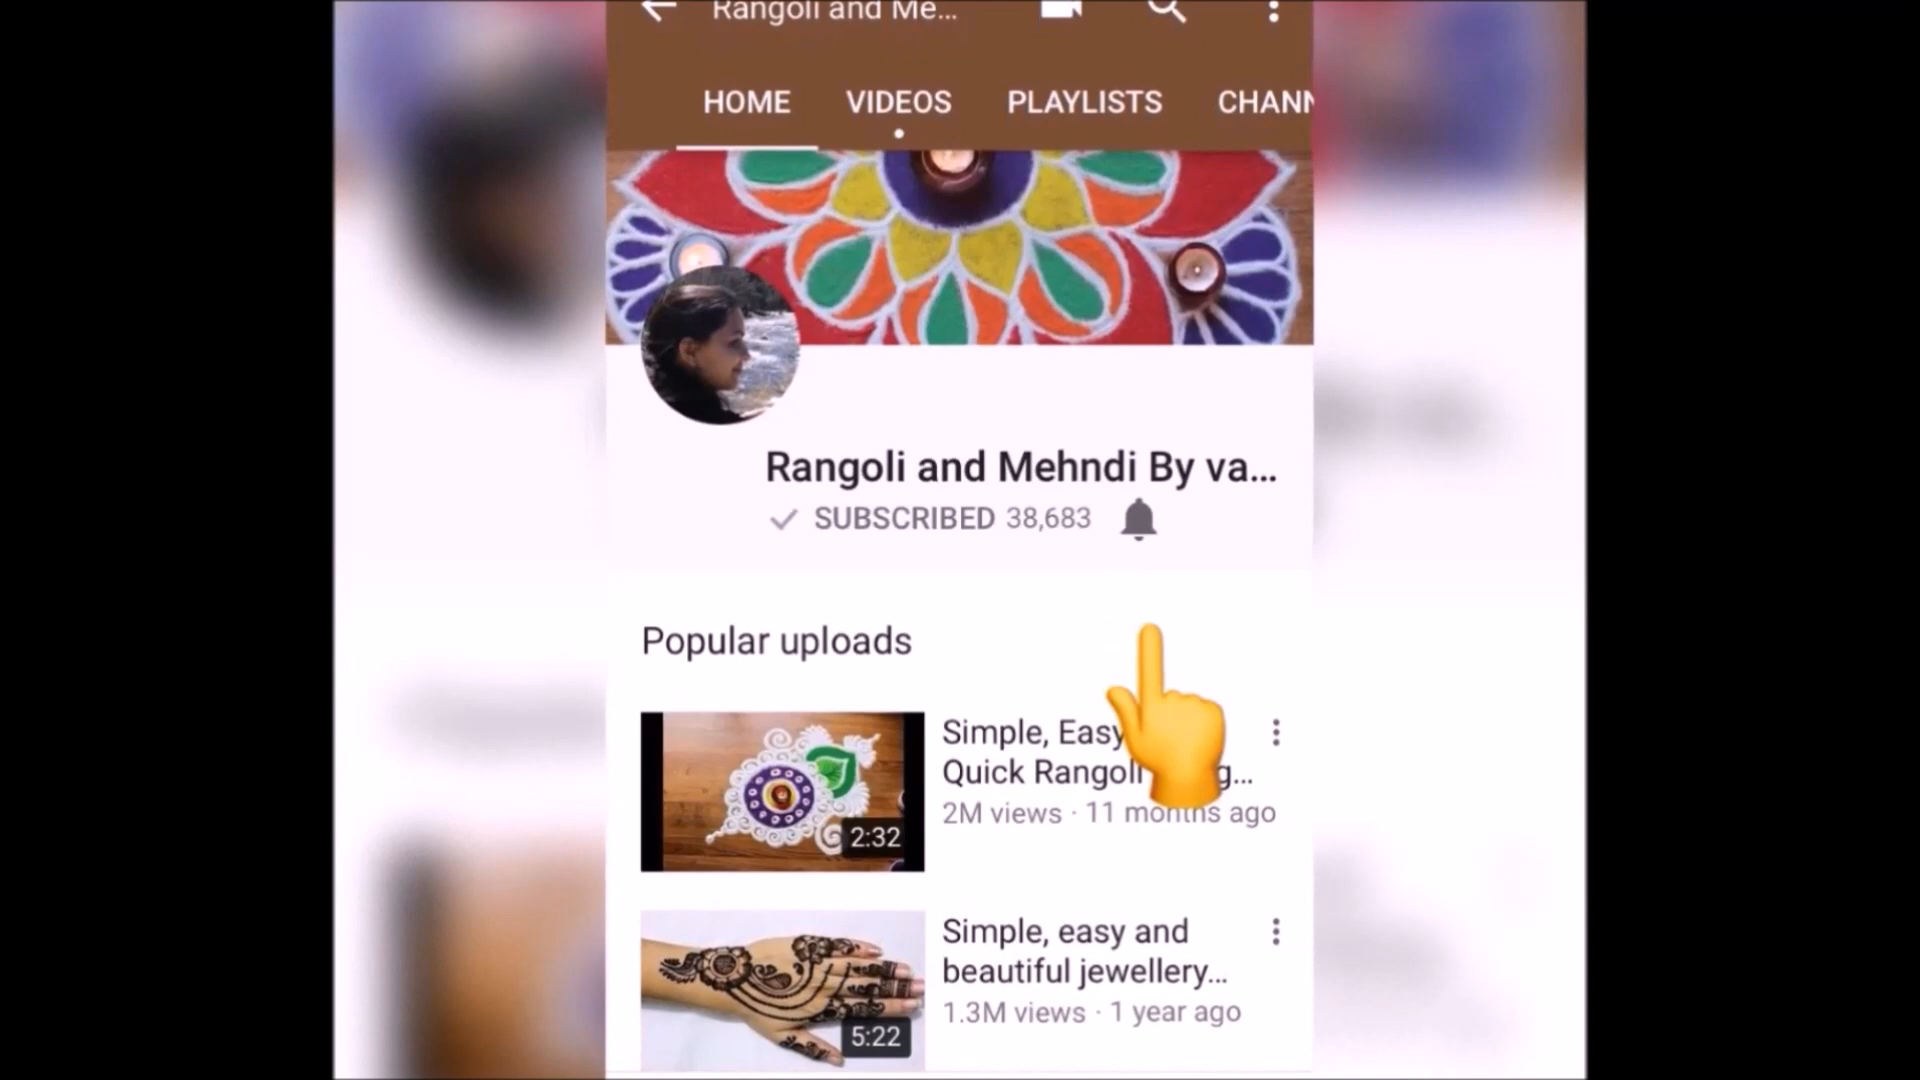 Rangoli and Me...
HOME VIDEOS PLAYLISTS CHANN
Rangoli and Mehndi By va...
SUBSCRIBED 38,683
Popular uploads
Simple, Easy
Quick Rangoli g...
2M views · 11 months ago
2:32
Simple, easy and
beautiful jewellery...
1.3M views · 1 year ago
5:22